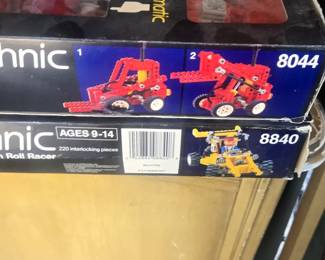 hnic
1
2
8044
nic
AGES 9-14
8840
Roll Racer
220 interlocking pieces